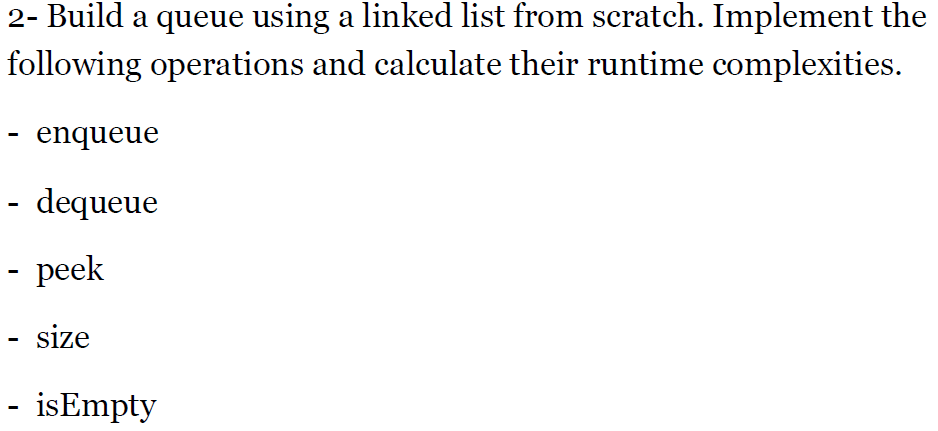 2- Build a queue using a linked list from scratch. Implement the
following operations and calculate their runtime complexities.
- enqueue
- dequeue
- peek
- size
- isEmpty